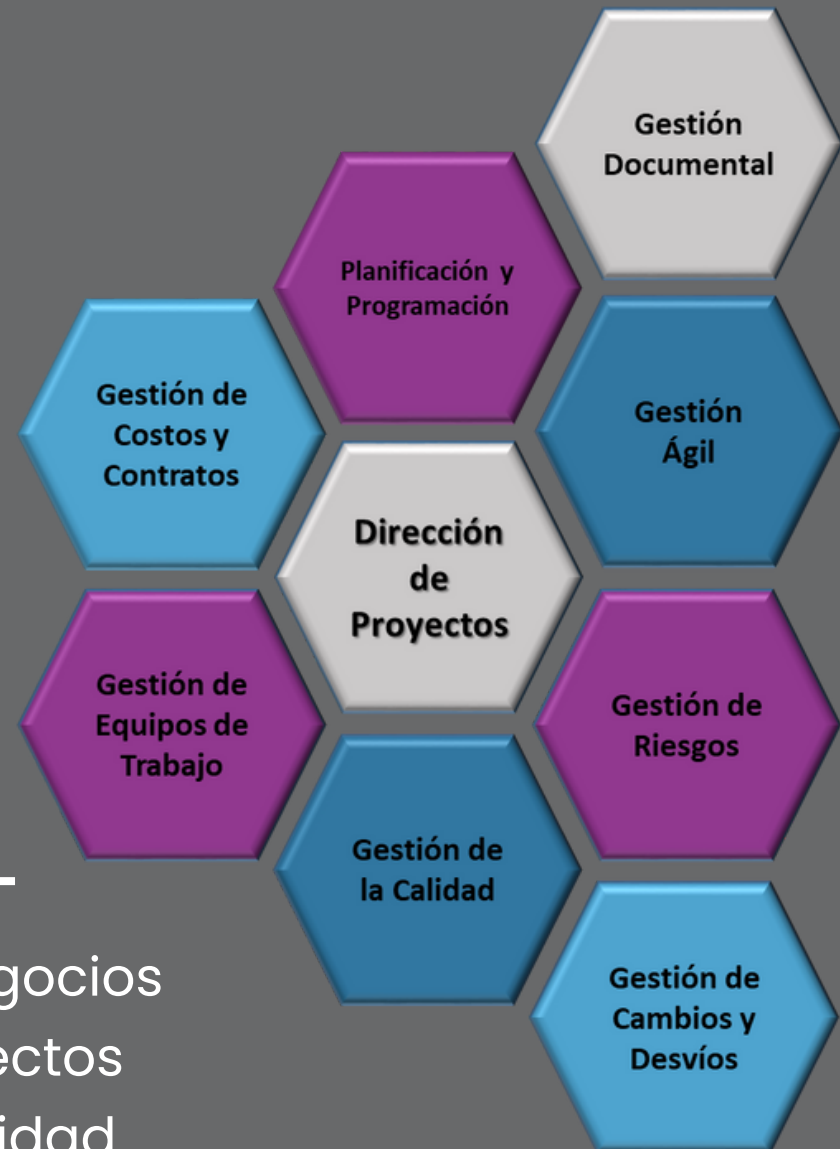 Gestión
Documental
Planificación y
Programación
Gestión de
Costos y
Contratos
Gestión
Ágil
Dirección
de
Proyectos
Gestión de
Equipos de
Trabajo
Gestión de
Riesgos
Gestión de
la Calidad
Gestión de
Cambios y
Desvíos